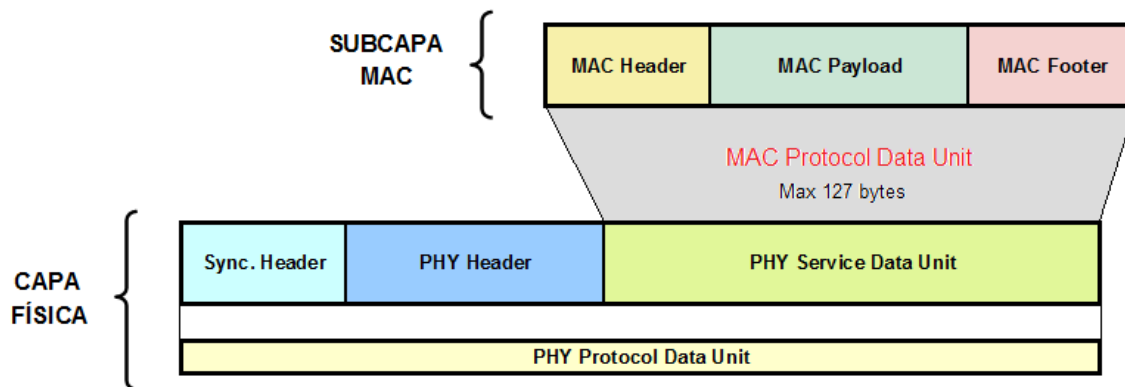 SUBCAPA
MAC
MAC Header
MAC Payload
MAC Footer
MAC Protocol Data Unit
Max 127 bytes
CAPA
FÍSICA
Sync. Header
PHY Header
PHY Service Data Unit
PHY Protocol Data Unit